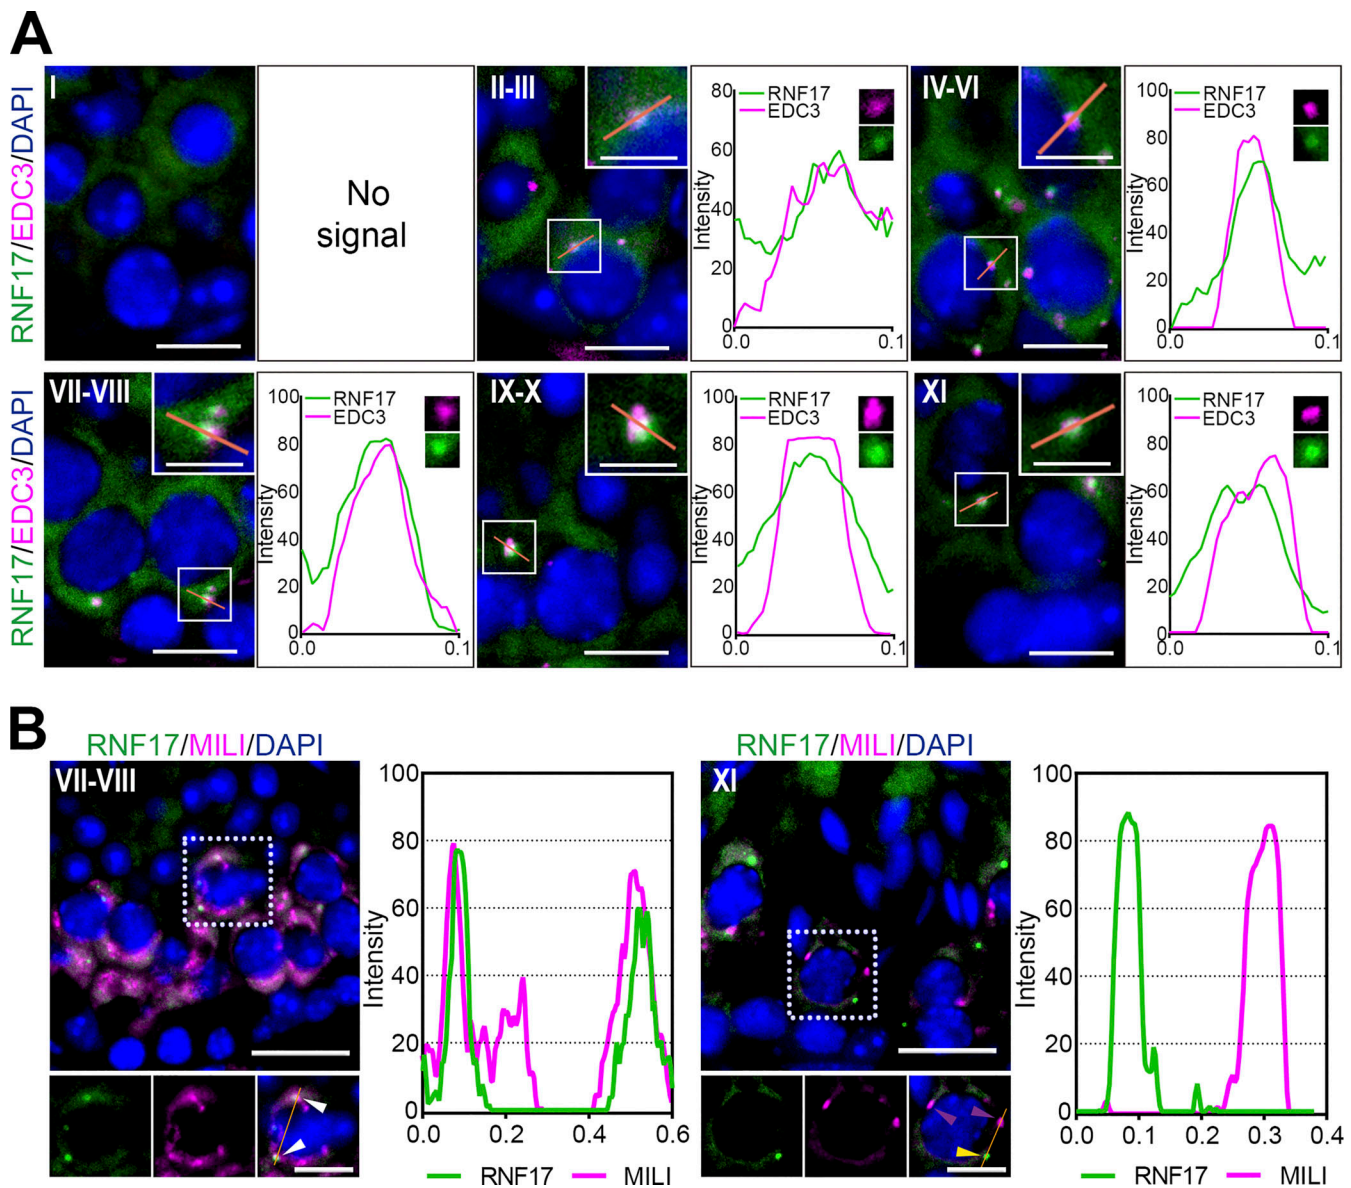 A
RNF17/EDC3/DAPI
I
No
signal
II-III
Intensity
80
60
40
20
0
0.0
0.1
RNF17
EDC3
IV-VI
Intensity
100
80
60
40
20
0
0.0
0.1
RNF17
EDC3
RNF17/EDC3/DAPI
VII-VIII
Intensity
100
80
60
40
20
0
0.0
0.1
RNF17
EDC3
IX-X
Intensity
100
80
60
40
20
0
0.0
0.1
RNF17
EDC3
XI
Intensity
100
80
60
40
20
0
0.0
0.1
RNF17
EDC3
B
RNF17/MILI/DAPI
VII-VIII
Intensity
100
80
60
40
20
0
0.0
0.2
0.4
0.6
RNF17
MILI
RNF17/MILI/DAPI
XI
Intensity
100
80
60
40
20
0
0.0
0.1
0.2
0.3
0.4
RNF17
MILI